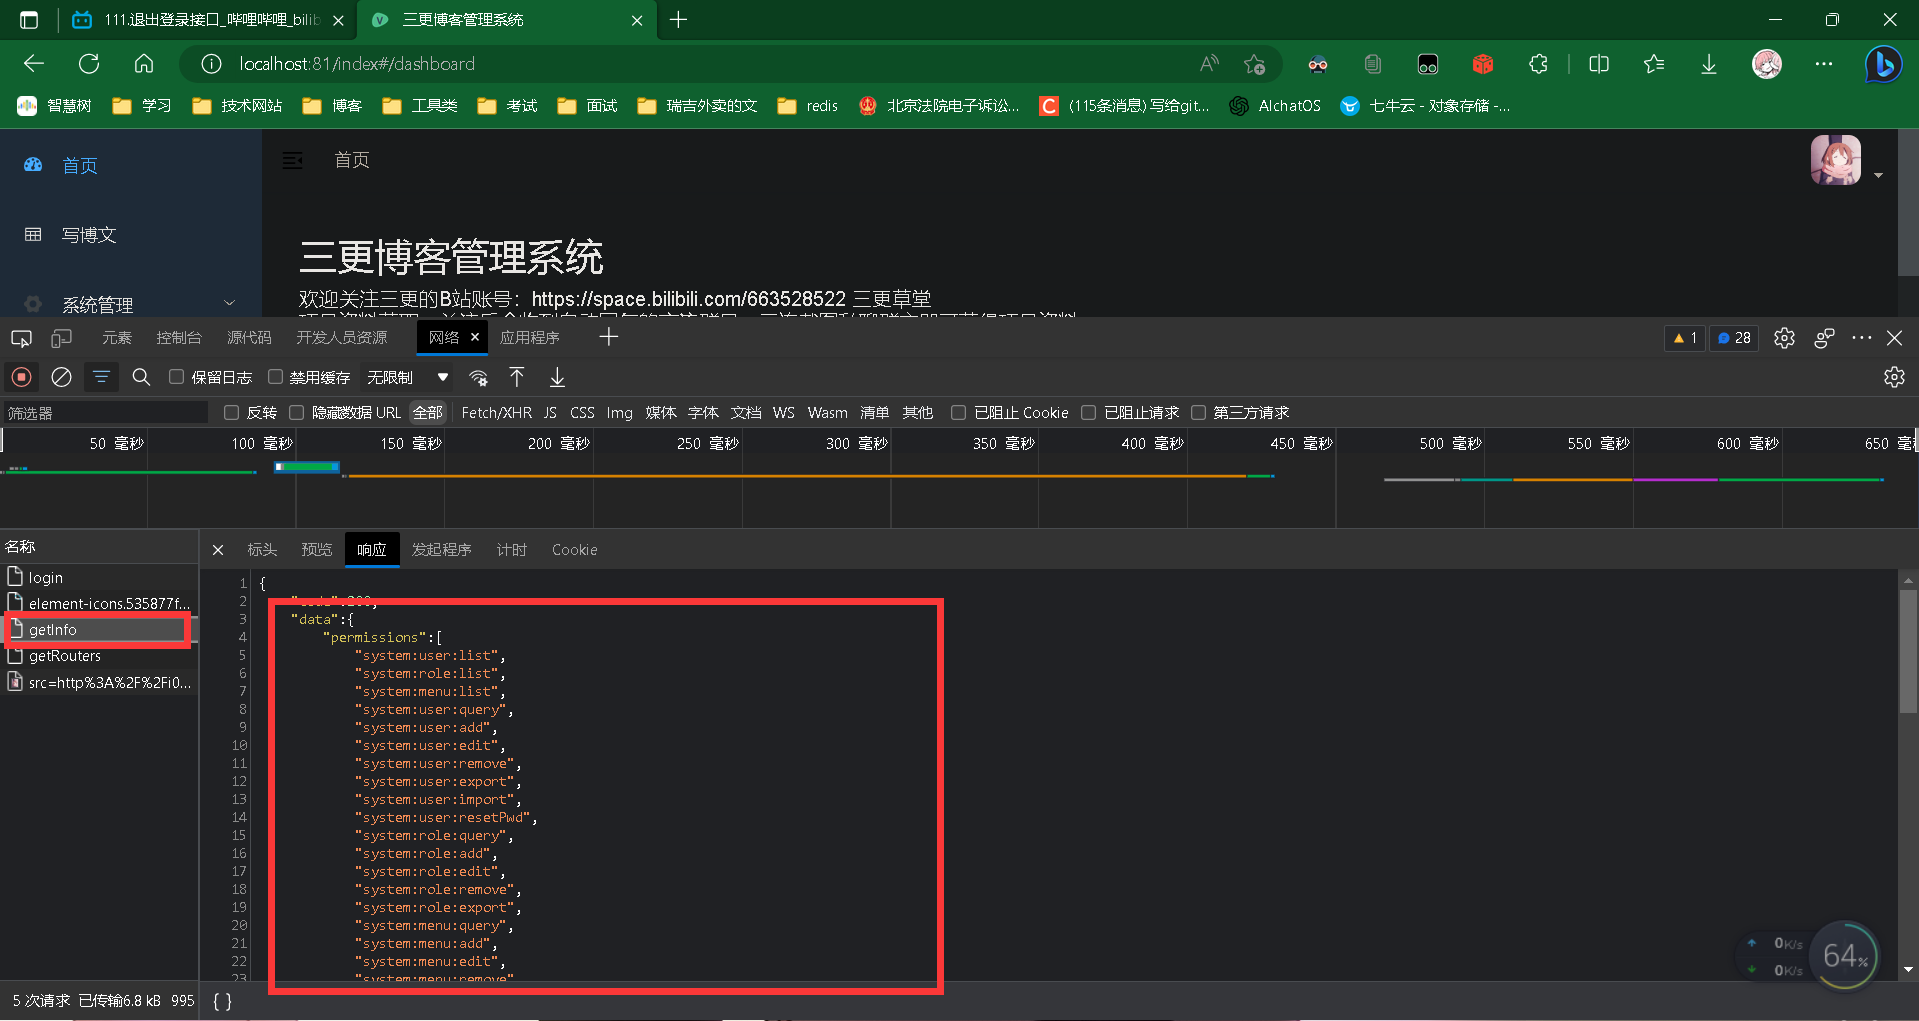 111.退出登录接口_哔哩哔哩_bilib
三更博客管理系统
localhost:81/index#/dashboard
智慧树 学习 技术网站 博客 工具类 考试 面试 瑞吉外卖的文 redis 北京法院电子诉讼... (115条消息) 写给git... AIchatOS 七牛云 - 对象存储 -...
首页
首页
写博文
系统管理
三更博客管理系统
欢迎关注三更的B站账号：https://space.bilibili.com/663528522 三更草堂
元素 控制台 源代码 开发人员资源 网络 应用程序 1 28
保留日志 禁用缓存 无限制
筛选器 反转 隐藏数据 URL 全部 Fetch/XHR JS CSS Img 媒体 字体 文档 WS Wasm 清单 其他 已阻止 Cookie 已阻止请求 第三方请求
50 毫秒 100 毫秒 150 毫秒 200 毫秒 250 毫秒 300 毫秒 350 毫秒 400 毫秒 450 毫秒 500 毫秒 550 毫秒 600 毫秒 650
名称 标头 预览 响应 发起程序 计时 Cookie
login
element-icons.535877f...
getInfo
getRouters
src=http%3A%2F%2Fi0...
1 {
2
3 "data":{
4 "permissions":[
5 "system:user:list",
6 "system:role:list",
7 "system:menu:list",
8 "system:user:query",
9 "system:user:add",
10 "system:user:edit",
11 "system:user:remove",
12 "system:user:export",
13 "system:user:import",
14 "system:user:resetPwd",
15 "system:role:query",
16 "system:role:add",
17 "system:role:edit",
18 "system:role:remove",
19 "system:role:export",
20 "system:menu:query",
21 "system:menu:add",
22 "system:menu:edit",
23 "system:menu:remove"
0K/s
0K/s
64%
5 次请求 已传输6.8 kB 995 { }